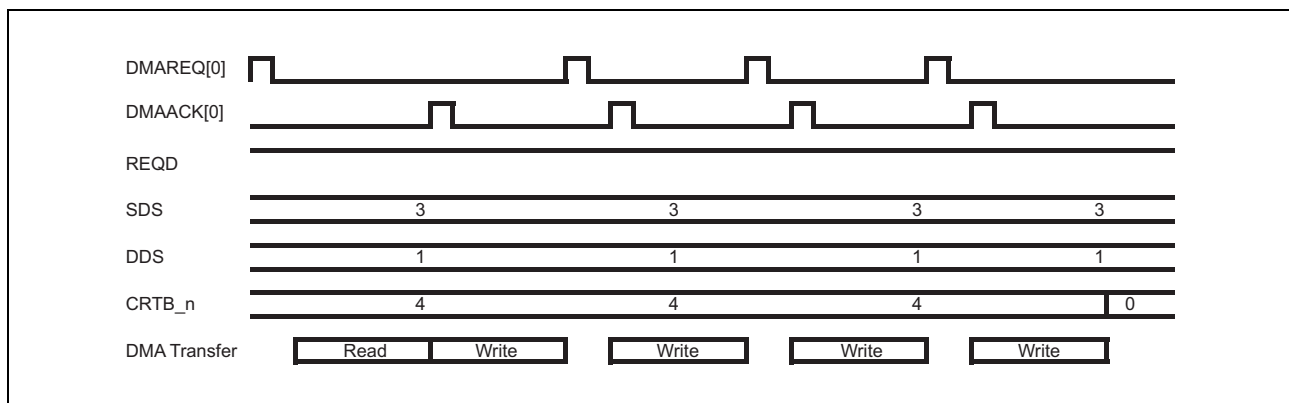 DMAREQ[0]
DMAACK[0]
REQD
SDS 3 3 3 3
DDS 1 1 1 1
CRTB_n 4 4 4 0
DMA Transfer Read Write Write Write Write